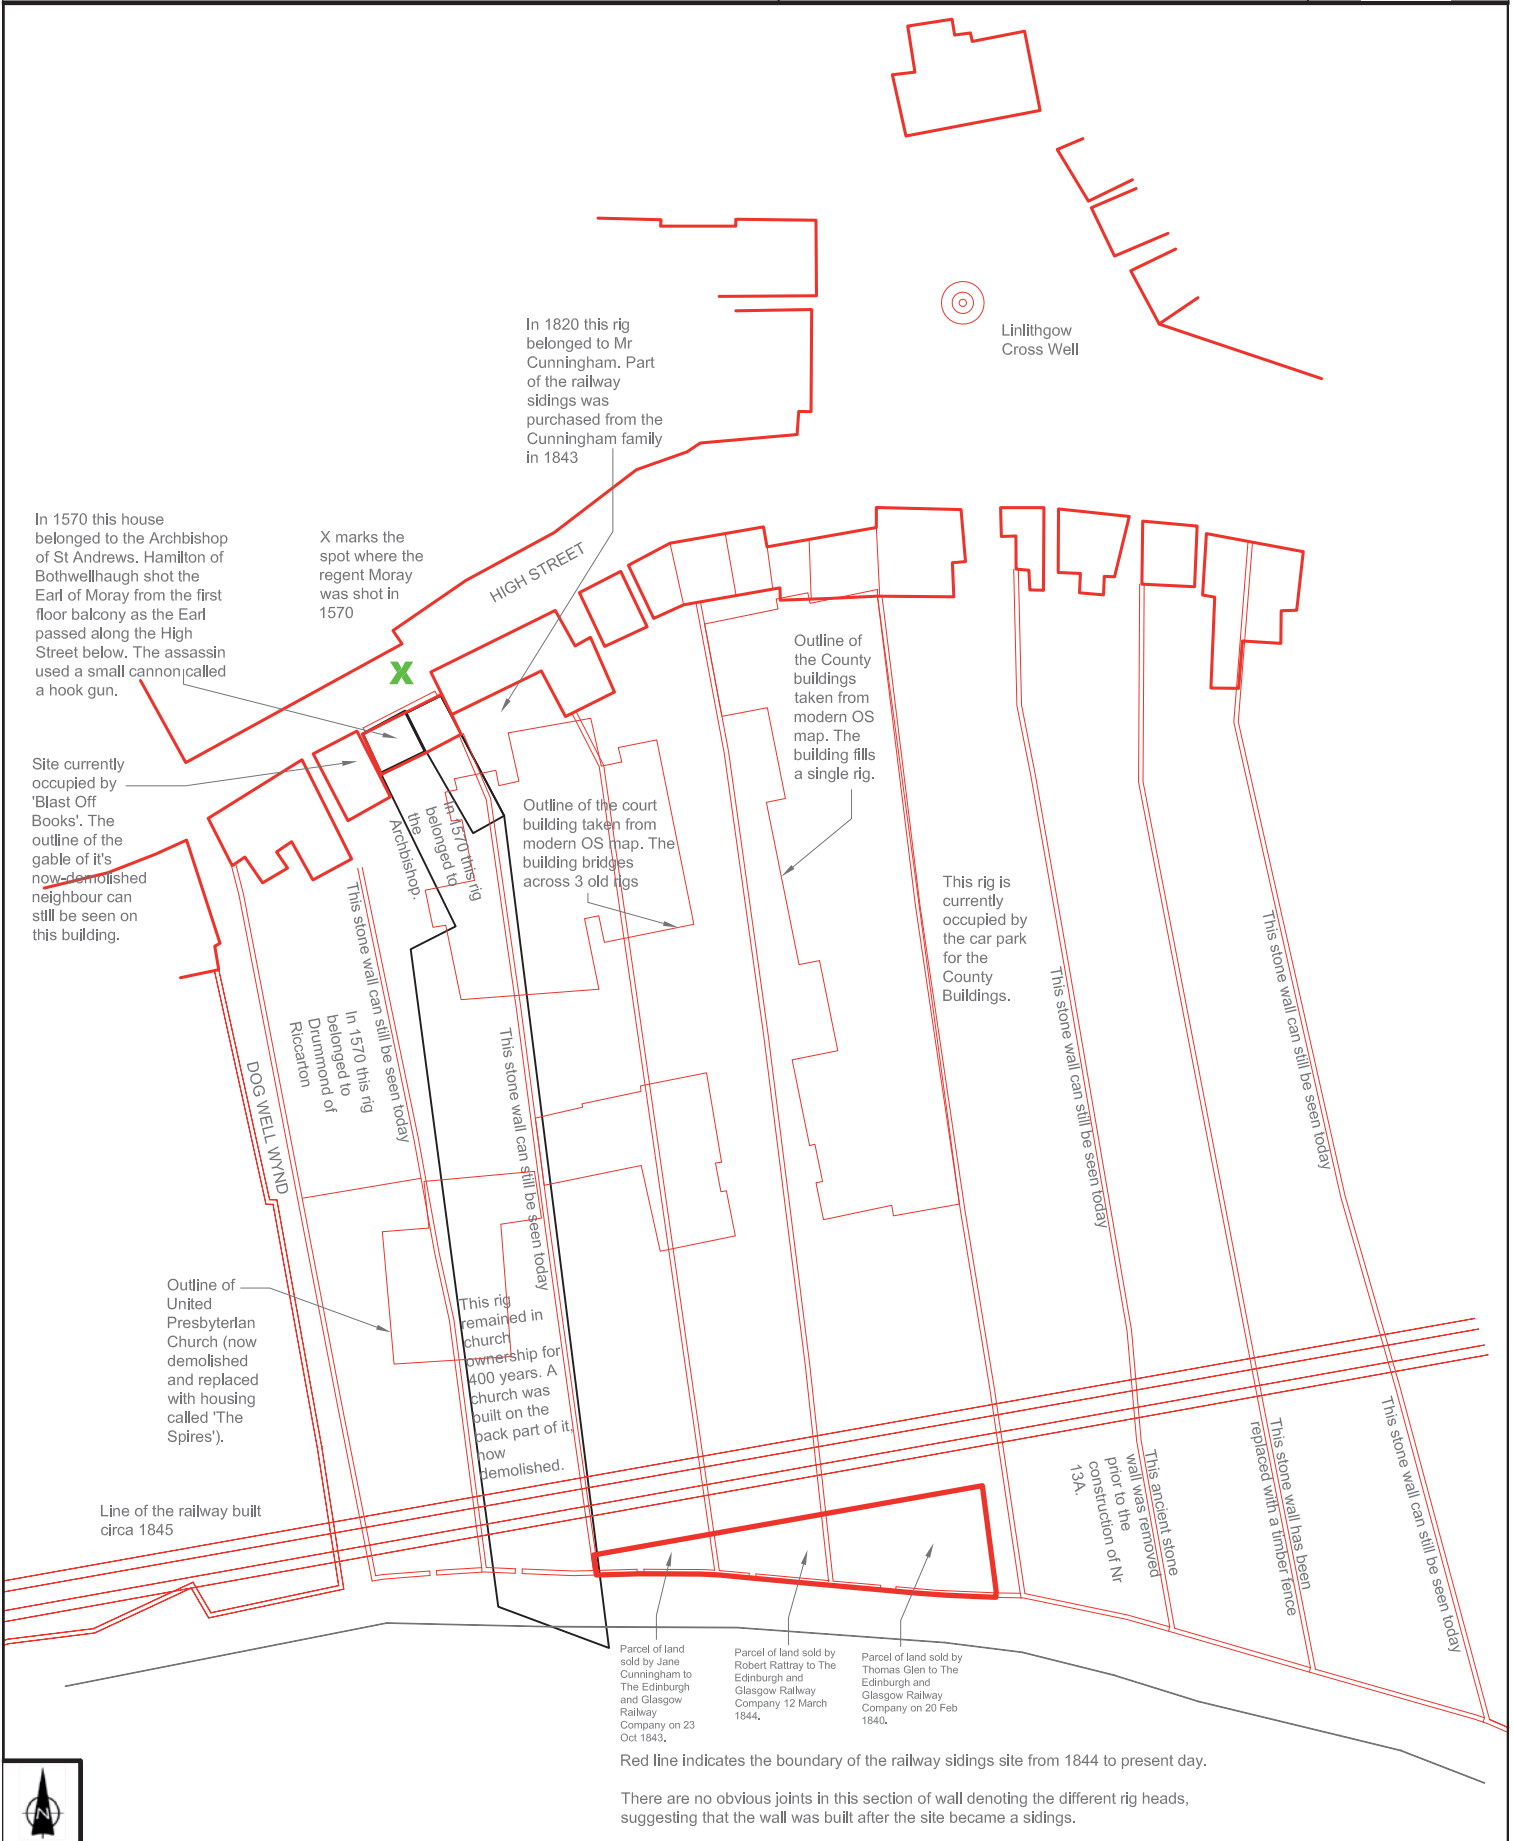 Linlithgow
Cross Well
In 1820 this rig
belonged to Mr
Cunningham. Part
of the railway
sidings was
purchased from the
Cunningham family
in 1843
In 1570 this house
belonged to the Archbishop
of St Andrews. Hamilton of
Bothwellhaugh shot the
Earl of Moray from the first
floor balcony as the Earl
passed along the High
Street below. The assassin
used a small cannon called
a hook gun.
X marks the
spot where the
regent Moray
was shot in
1570
HIGH STREET
X
Outline of
the County
buildings
taken from
modern OS
map. The
building fills
a single rig.
Site currently
occupied by
'Blast Off
Books'. The
outline of the
gable of it's
now-demolished
neighbour can
still be seen on
this building.
In 1570 this rig
belonged to
the
Archbishop.
Outline of the court
building taken from
modern OS map. The
building bridges
across 3 old rigs
This rig is
currently
occupied by
the car park
for the
County
Buildings.
This stone wall can still be seen today
In 1570 this rig
belonged to
Drummond of
Riccarton
DOG WELL WYND
This stone wall can still be seen today
This stone wall can still be seen today
This stone wall can still be seen today
Outline of
United
Presbyterian
Church (now
demolished
and replaced
with housing
called 'The
Spires').
This rig
remained in
church
ownership for
400 years. A
church was
built on the
back part of it,
now
demolished.
Line of the railway built
circa 1845
This ancient stone
wall was removed
prior to the
construction of Nr
13A.
This stone wall has been
replaced with a timber fence
This stone wall can still be seen today
Parcel of land
sold by Jane
Cunningham to
The Edinburgh
and Glasgow
Railway
Company on 23
Oct 1843.
Parcel of land sold by
Robert Rattray to The
Edinburgh and
Glasgow Railway
Company 12 March
1844.
Parcel of land sold by
Thomas Glen to The
Edinburgh and
Glasgow Railway
Company on 20 Feb
1840.
Red line indicates the boundary of the railway sidings site from 1844 to present day.
There are no obvious joints in this section of wall denoting the different rig heads,
suggesting that the wall was built after the site became a sidings.
N